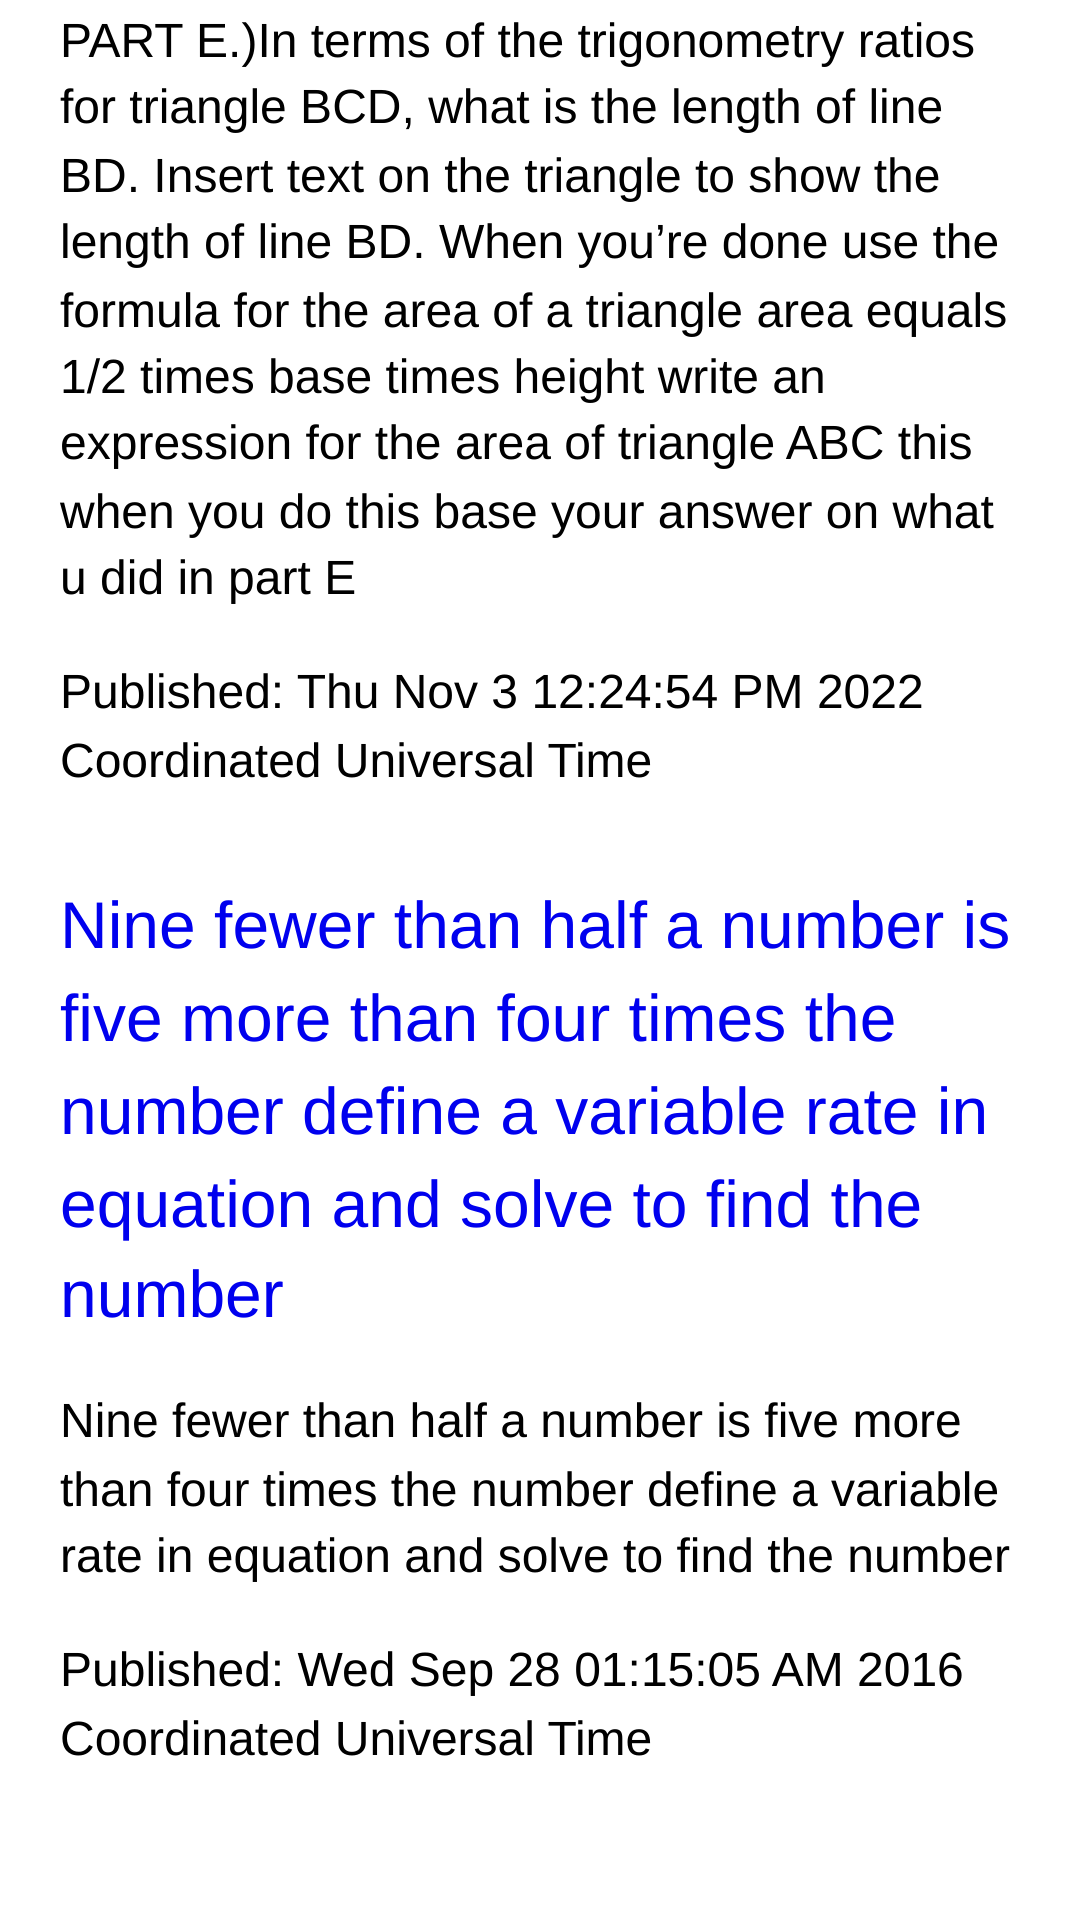 PART E.)In terms of the trigonometry ratios
for triangle BCD, what is the length of line
BD. Insert text on the triangle to show the
length of line BD. When you’re done use the
formula for the area of a triangle area equals
1/2 times base times height write an
expression for the area of triangle ABC this
when you do this base your answer on what
u did in part E
Published: Thu Nov 3 12:24:54 PM 2022
Coordinated Universal Time
Nine fewer than half a number is
five more than four times the
number define a variable rate in
equation and solve to find the
number
Nine fewer than half a number is five more
than four times the number define a variable
rate in equation and solve to find the number
Published: Wed Sep 28 01:15:05 AM 2016
Coordinated Universal Time